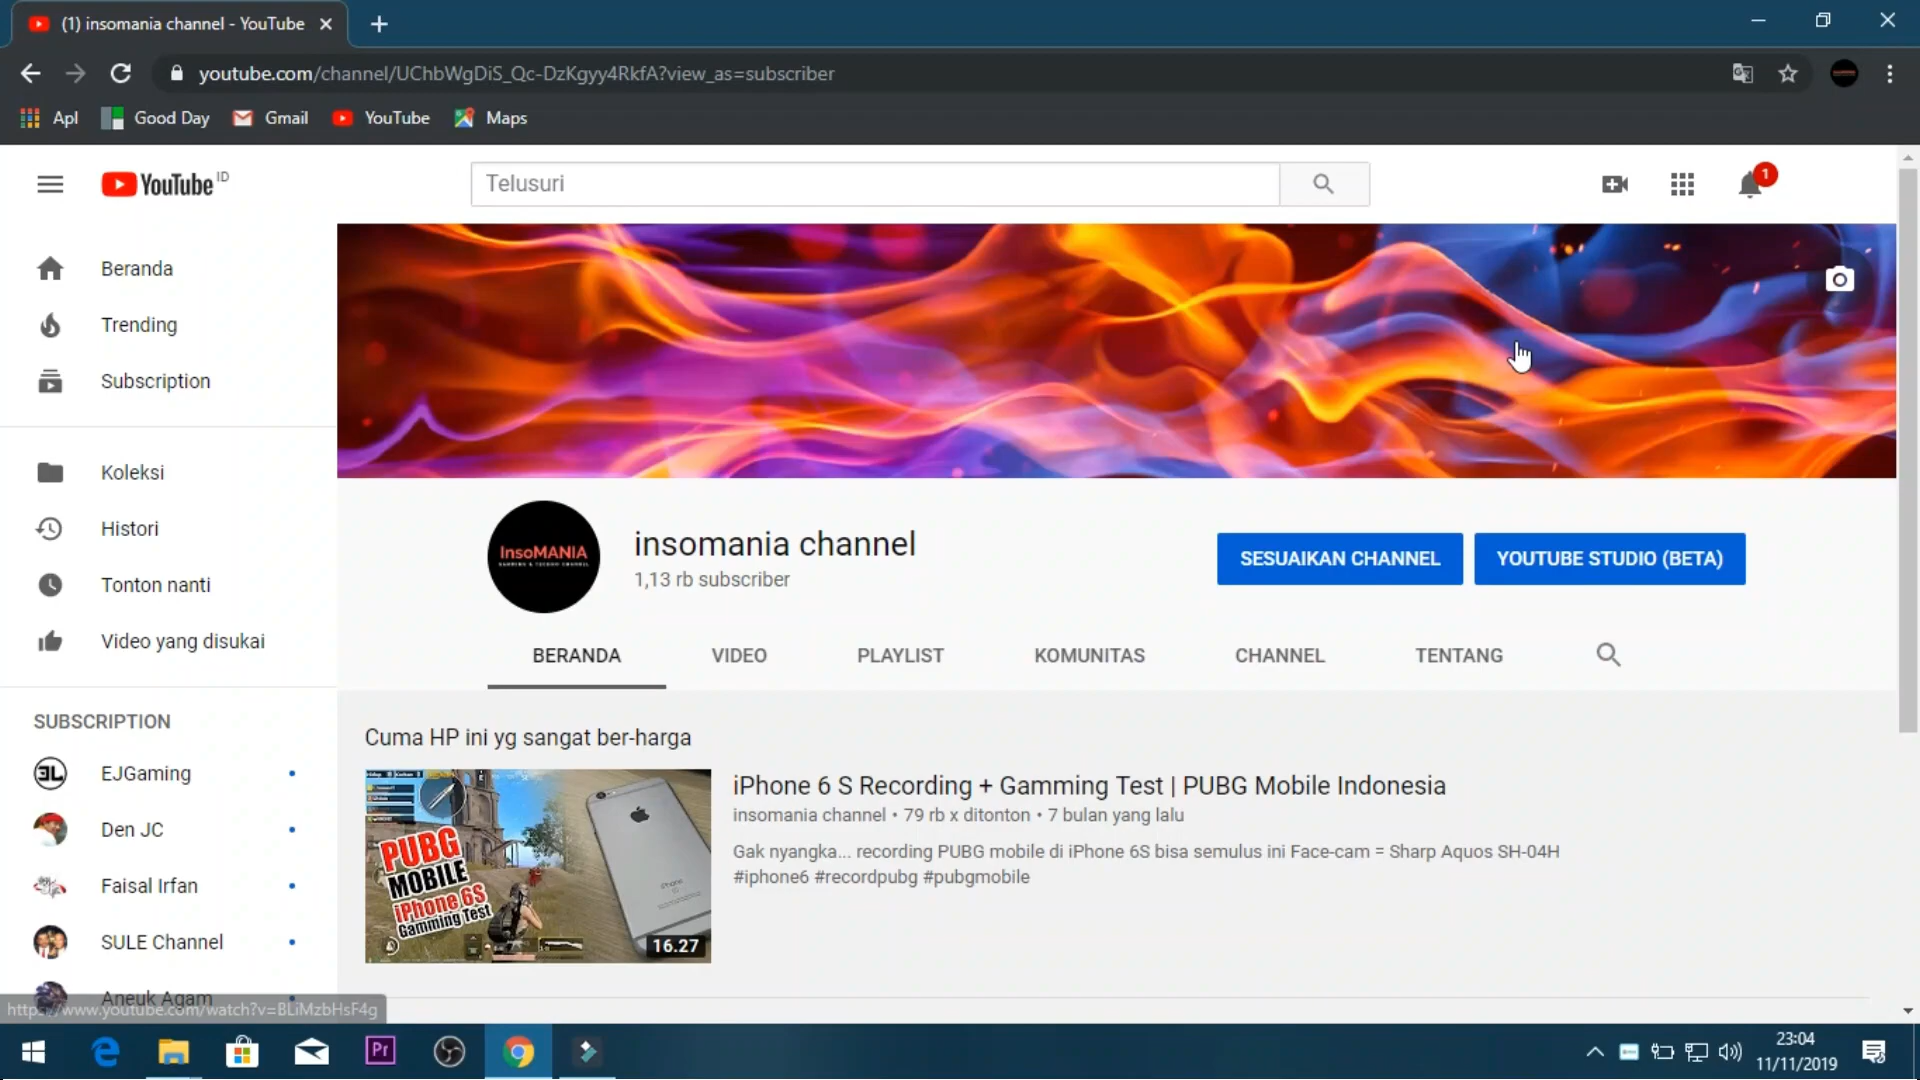 (1) insomania channel - YouTube
youtube.com/channel/UChbWgDiS_Qc-DzKgyy4RkfA?view_as=subscriber
Apl
Good Day
Gmail
YouTube
Maps
YouTube ID
Telusuri
1
Beranda
Trending
Subscription
Koleksi
Histori
Tonton nanti
Video yang disukai
SUBSCRIPTION
EJGaming
Den JC
Faisal Irfan
SULE Channel
Aneuk Agam
https://www.youtube.com/watch?v=BLiMzbHsF4g
InsoMANIA
GAMMING & TECHNO CHANNEL
insomania channel
1,13 rb subscriber
SESUAIKAN CHANNEL
YOUTUBE STUDIO (BETA)
BERANDA
VIDEO
PLAYLIST
KOMUNITAS
CHANNEL
TENTANG
Cuma HP ini yg sangat ber-harga
PUBG
MOBILE
iPhone 6S
Gamming Test
iPhone
16.27
iPhone 6 S Recording + Gamming Test | PUBG Mobile Indonesia
insomania channel • 79 rb x ditonton • 7 bulan yang lalu
Gak nyangka... recording PUBG mobile di iPhone 6S bisa semulus ini Face-cam = Sharp Aquos SH-04H
#iphone6 #recordpubg #pubgmobile
Pr
23:04
11/11/2019